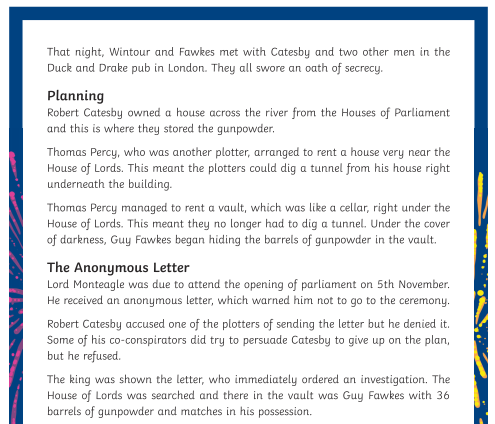 That night, Wintour and Fawkes met with Catesby and two other men in the
Duck and Drake pub in London. They all swore an oath of secrecy.
Planning
Robert Catesby owned a house across the river from the Houses of Parliament
and this is where they stored the gunpowder.
Thomas Percy, who was another plotter, arranged to rent a house very near the
House of Lords. This meant the plotters could dig a tunnel from his house right
underneath the building.
Thomas Percy managed to rent a vault, which was like a cellar, right under the
House of Lords. This meant they no longer had to dig a tunnel. Under the cover
of darkness, Guy Fawkes began hiding the barrels of gunpowder in the vault.
The Anonymous Letter
Lord Monteagle was due to attend the opening of parliament on 5th November.
He received an anonymous letter, which warned him not to go to the ceremony.
Robert Catesby accused one of the plotters of sending the letter but he denied it.
Some of his co-conspirators did try to persuade Catesby to give up on the plan,
but he refused.
The king was shown the letter, who immediately ordered an investigation. The
House of Lords was searched and there in the vault was Guy Fawkes with 36
barrels of gunpowder and matches in his possession.